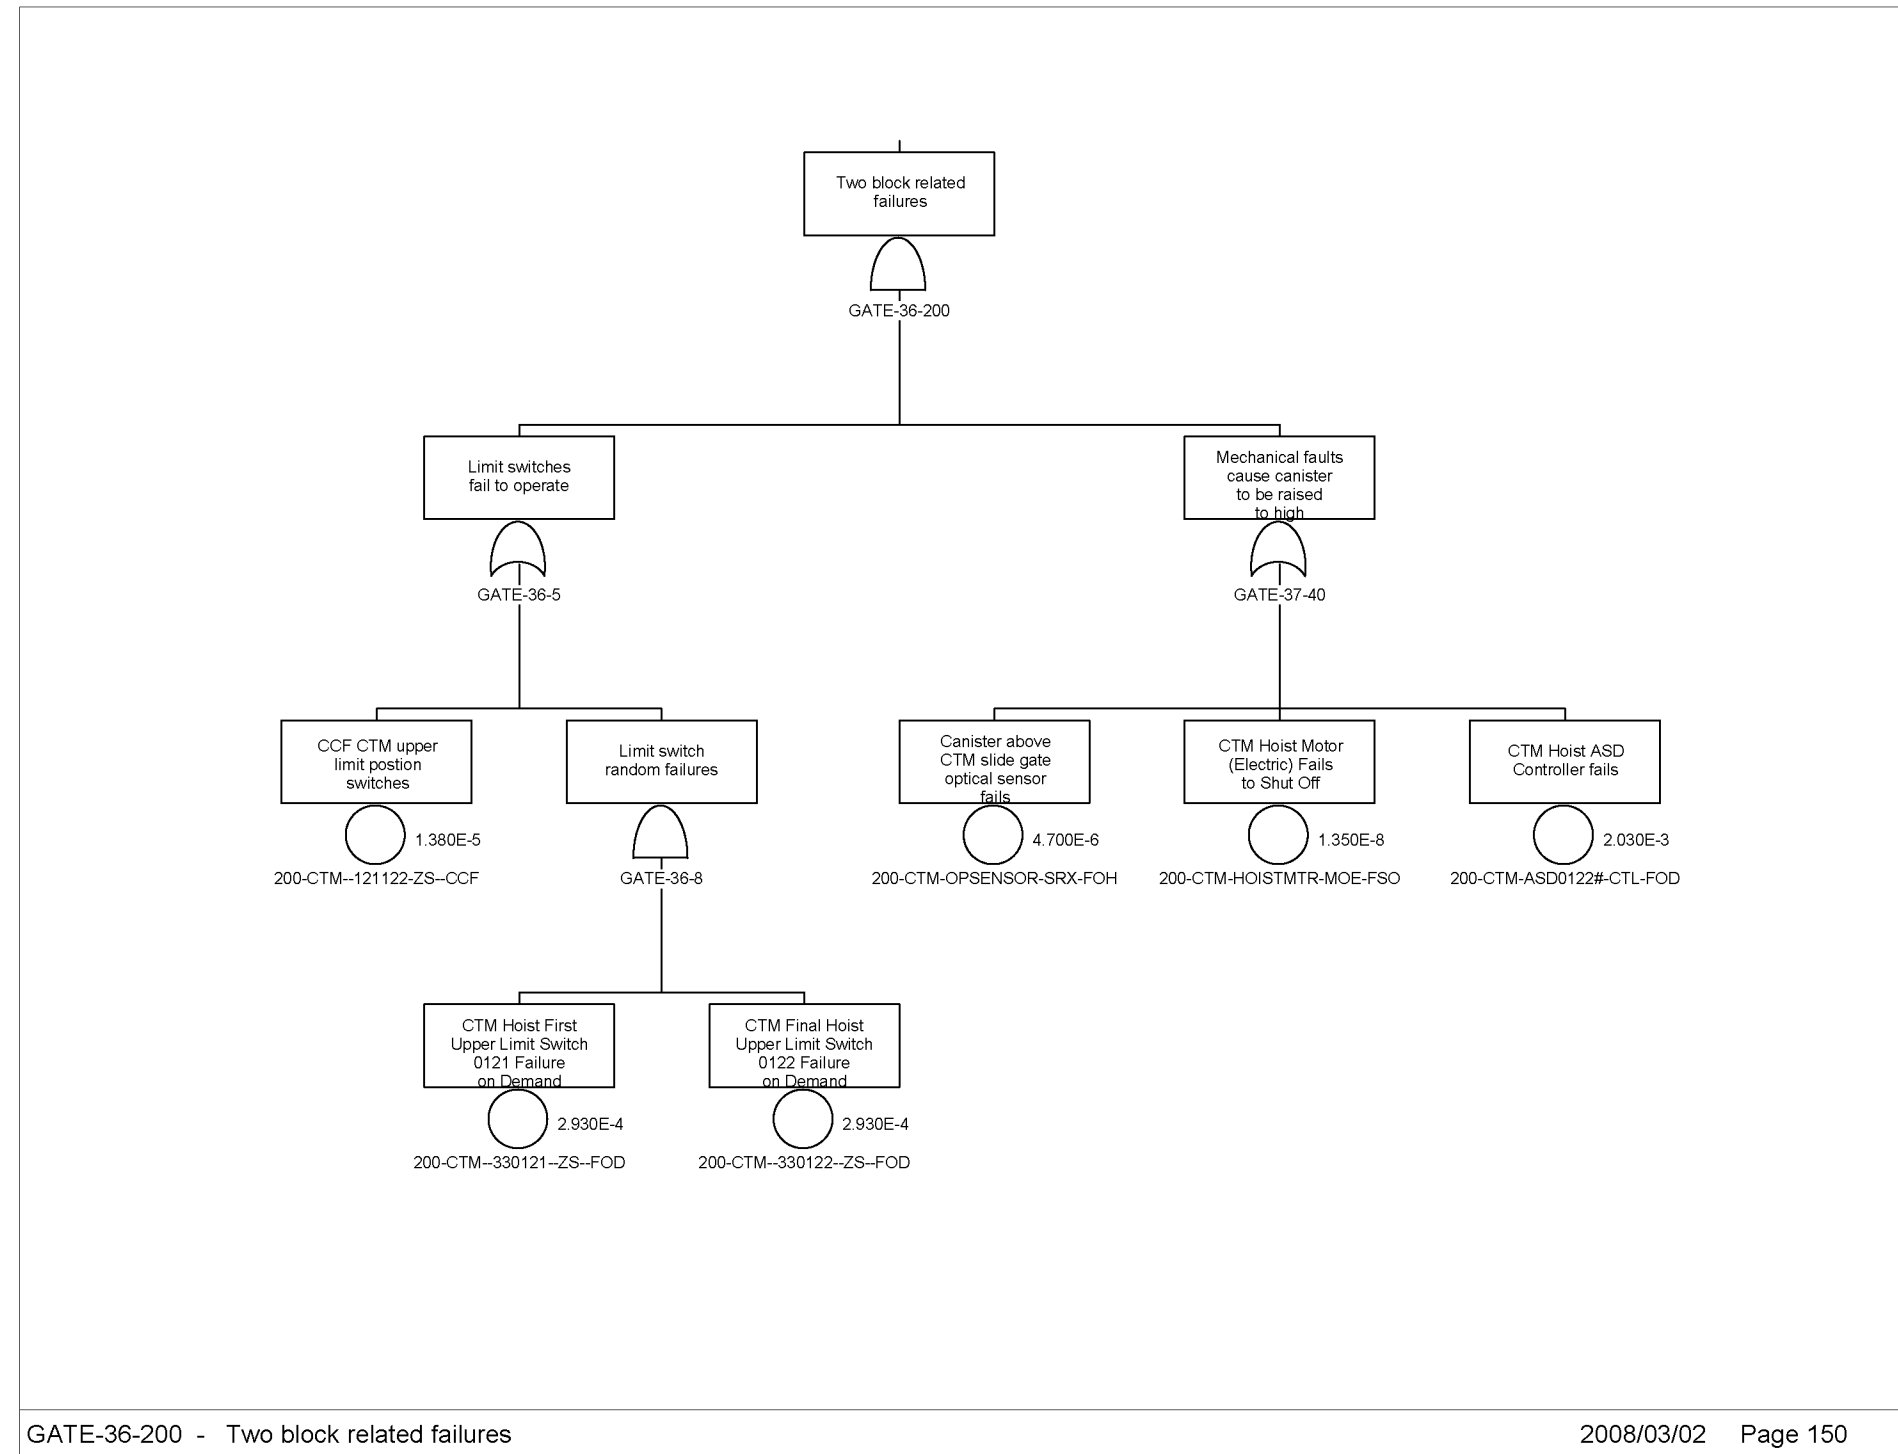 Two block related
failures
GATE-36-200
Limit switches
fail to operate
GATE-36-5
Mechanical faults
cause canister
to be raised
to high
GATE-37-40
CCF CTM upper
limit postion
switches
1.380E-5
200-CTM--121122-ZS--CCF
Limit switch
random failures
GATE-36-8
Canister above
CTM slide gate
optical sensor
fails
4.700E-6
200-CTM-OPSENSOR-SRX-FOH
CTM Hoist Motor
(Electric) Fails
to Shut Off
1.350E-8
200-CTM-HOISTMTR-MOE-FSO
CTM Hoist ASD
Controller fails
2.030E-3
200-CTM-ASD0122#-CTL-FOD
CTM Hoist First
Upper Limit Switch
0121 Failure
on Demand
2.930E-4
200-CTM--330121--ZS--FOD
CTM Final Hoist
Upper Limit Switch
0122 Failure
on Demand
2.930E-4
200-CTM--330122--ZS--FOD
GATE-36-200 - Two block related failures
2008/03/02 Page 150